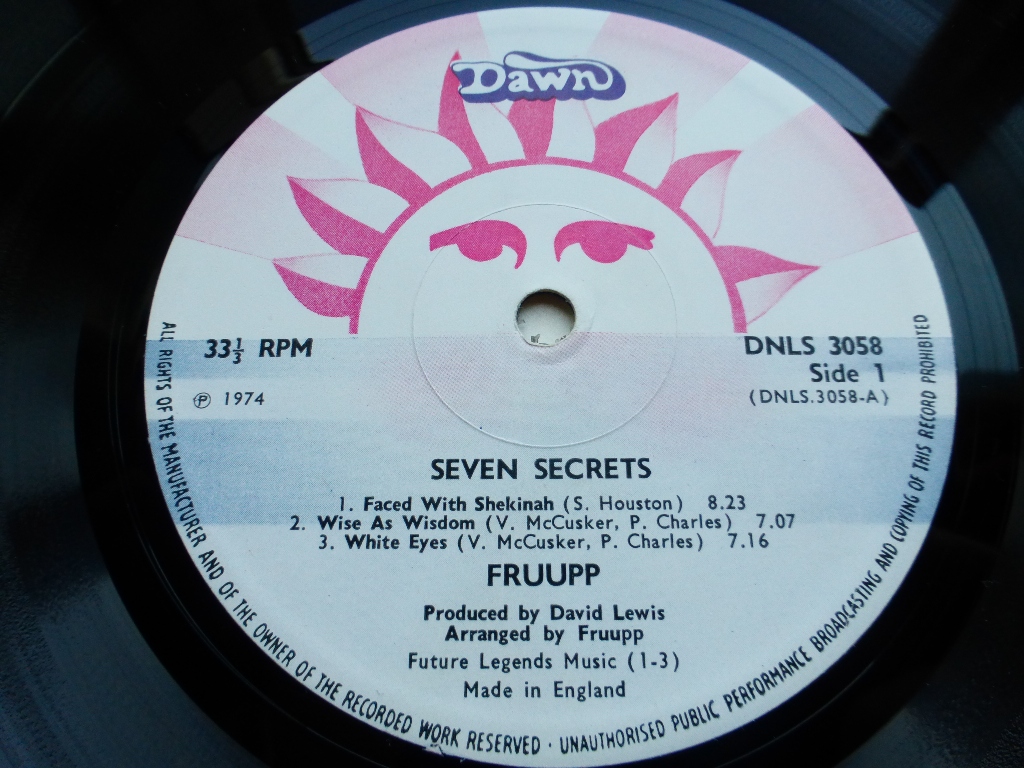 Dawn
33⅓ RPM
℗ 1974
DNLS 3058
Side 1
(DNLS.3058-A)
SEVEN SECRETS
1. Faced With Shekinah (S. Houston) 8.23
2. Wise As Wisdom (V. McCusker, P. Charles) 7.07
3. White Eyes (V. McCusker, P. Charles) 7.16
FRUUPP
Produced by David Lewis
Arranged by Fruupp
Future Legends Music (1-3)
Made in England
ALL RIGHTS OF THE MANUFACTURER AND OF THE OWNER OF THE RECORDED WORK RESERVED · UNAUTHORISED PUBLIC PERFORMANCE BROADCASTING AND COPYING OF THIS RECORD PROHIBITED